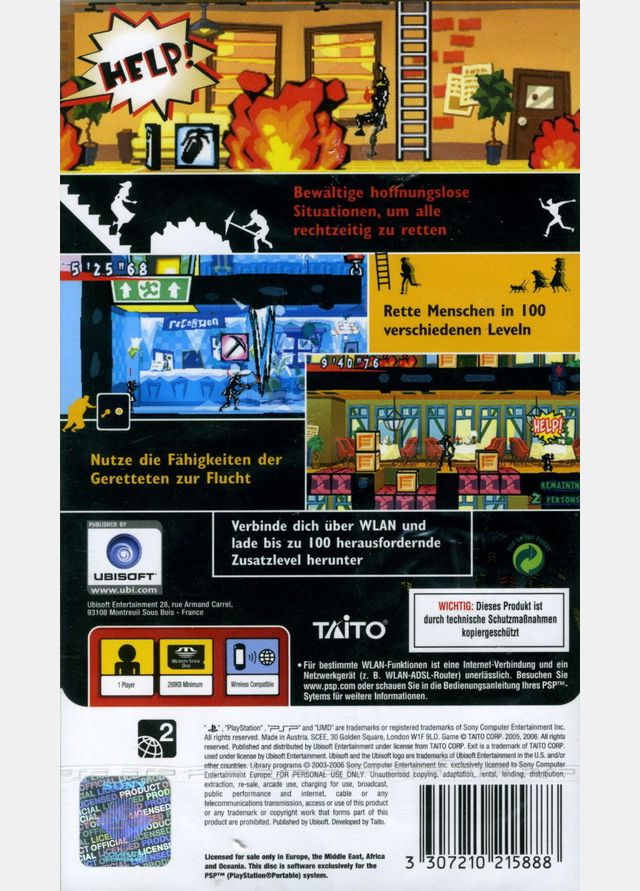 HELP!
Bewältige hoffnungslose
Situationen, um alle
rechtzeitig zu retten
5'25"68
Rette Menschen in 100
verschiedenen Leveln
9'40"76
HELP!
REMAINING
2 PERSONS
Nutze die Fähigkeiten der
Geretteten zur Flucht
Verbinde dich über WLAN und
lade bis zu 100 herausfordernde
Zusatzlevel herunter
PUBLISHED BY
UBISOFT
www.ubi.com
Ubisoft Entertainment 28, rue Armand Carrel,
93108 Montreuil Sous Bois - France
TAITO
WICHTIG: Dieses Produkt ist
durch technische Schutzmaßnahmen
kopiergeschützt
1 Player
288KB Minimum
Wireless Compatible
• Für bestimmte WLAN-Funktionen ist eine Internet-Verbindung und ein
Netzwerkgerät (z. B. WLAN-ADSL-Router) unerlässlich. Besuchen Sie
www.psp.com oder schauen Sie in die Bedienungsanleitung Ihres PSP™-
Sytems für weitere Informationen.
2
"PlayStation", "PSP" and "UMD" are trademarks or registered trademarks of Sony Computer Entertainment Inc.
All rights reserved. Made in Austria. SCEE, 30 Golden Square, London W1F 9LD. Game © TAITO CORP. 2005, 2006. All
rights reserved. Published and distributed by Ubisoft Entertainment under license from TAITO CORP. Exit is a trademark of TAITO CORP.
used under license by Ubisoft Entertainment. Ubisoft and the Ubisoft logo are trademarks of Ubisoft Entertainment in the U.S. and/or
other countries. Library programs © 2003-2006 Sony Computer Entertainment Inc. exclusively licensed to Sony Computer
Entertainment Europe. FOR PERSONAL USE ONLY. Unauthorised copying, adaptation, rental, lending, distribution,
extraction, re-sale, arcade use, charging for use, broadcast,
public performance and internet, cable or any
telecommunications transmission, access or use of this product
or any trademark or copyright work that forms part of this
product are prohibited. Published by Ubisoft. Developed by Taito.
SONY
OFFICIAL LICENSED PRODUCT
Licensed for sale only in Europe, the Middle East, Africa
and Oceania. This disc is software exclusively for the
PSP™ (PlayStation®Portable) system.
3 307210 215888